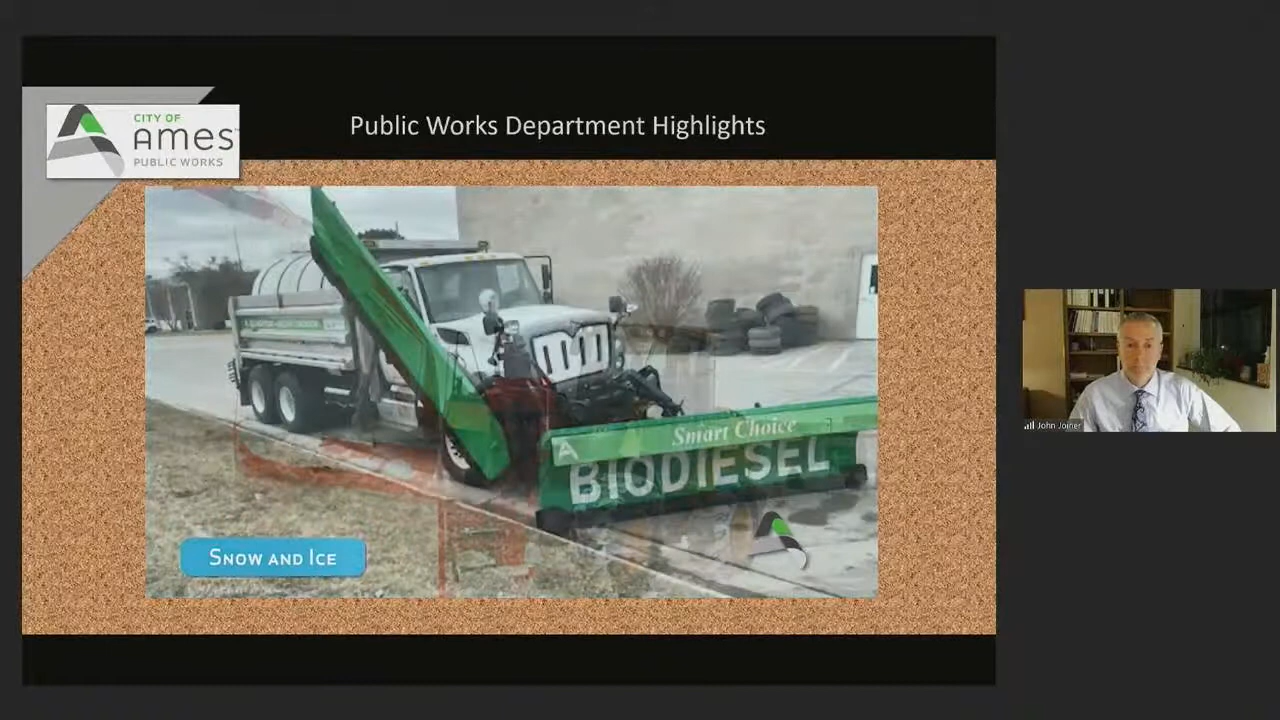 CITY OF
AMES
PUBLIC WORKS
Public Works Department Highlights
Smart Choice
BIODIESEL
SNOW AND ICE
John Joiner